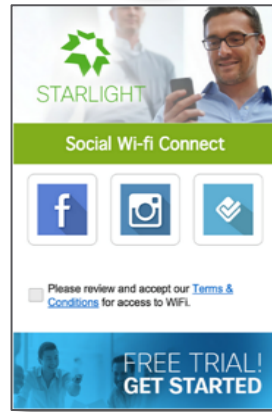 STARLIGHT
Social Wi-fi Connect
f
Please review and accept our Terms &
Conditions for access to WiFi.
FREE TRIAL!
GET STARTED